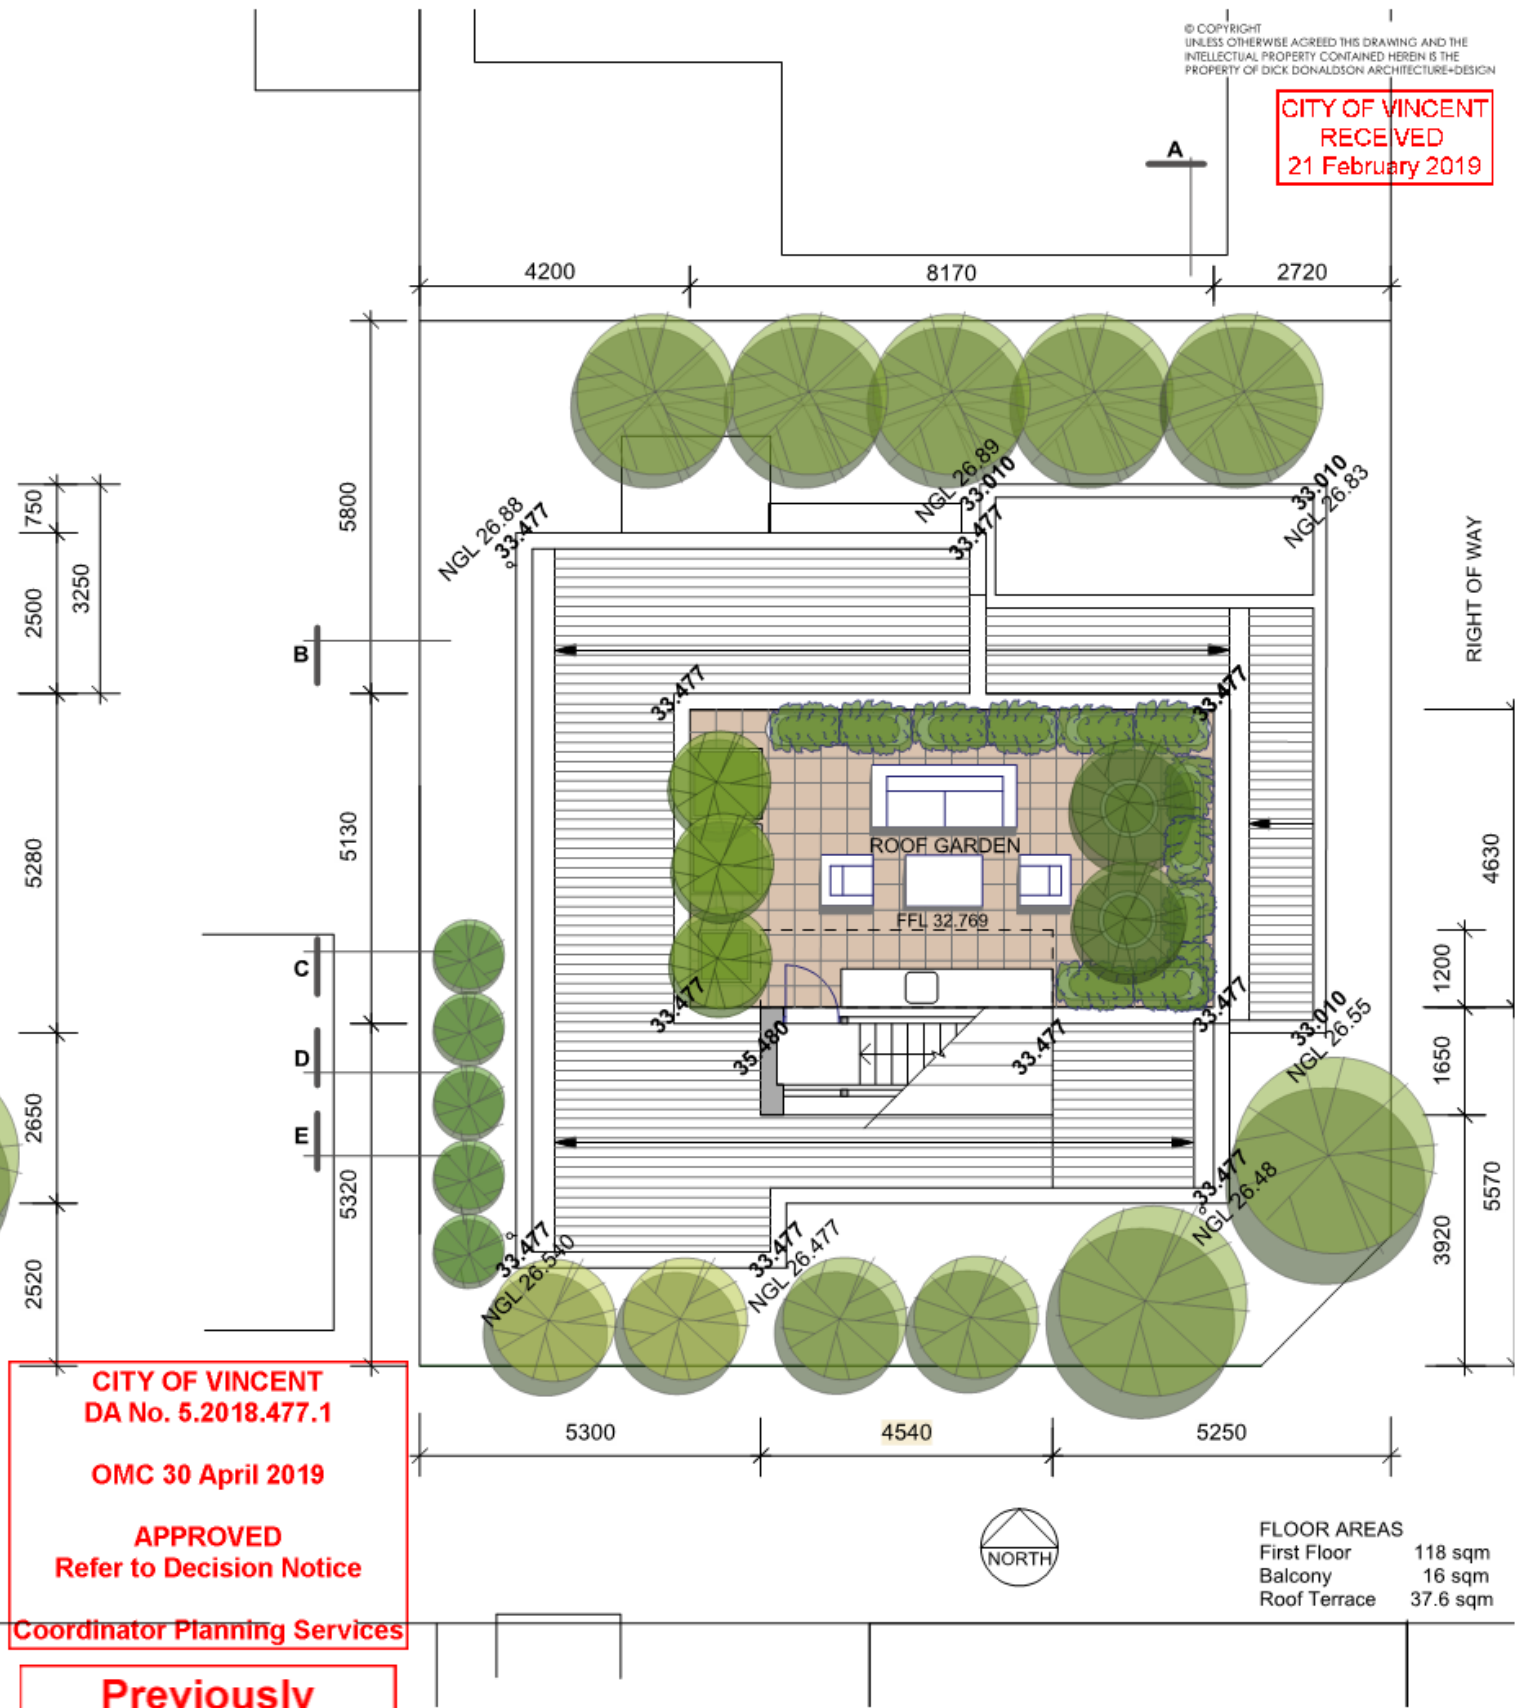 © COPYRIGHT
UNLESS OTHERWISE AGREED THIS DRAWING AND THE
INTELLECTUAL PROPERTY CONTAINED HEREIN IS THE
PROPERTY OF DICK DONALDSON ARCHITECTURE+DESIGN
CITY OF VINCENT
RECEIVED
21 February 2019
A
4200
8170
2720
750
2500
3250
5800
NGL 26.88
33.477
NGL 26.89
33.010
33.477
33.010
NGL 26.83
RIGHT OF WAY
B
33.477
33.477
5280
5130
ROOF GARDEN
FFL 32.769
4630
1200
C
33.477
35.480
33.477
33.477
33.010
NGL 26.55
D
1650
E
2650
5320
2520
33.477
NGL 26.540
33.477
NGL 26.477
33.477
NGL 26.48
3920
5570
CITY OF VINCENT
DA No. 5.2018.477.1
OMC 30 April 2019
APPROVED
Refer to Decision Notice
Coordinator Planning Services
Previously
5300
4540
5250
NORTH
FLOOR AREAS
First Floor 118 sqm
Balcony 16 sqm
Roof Terrace 37.6 sqm